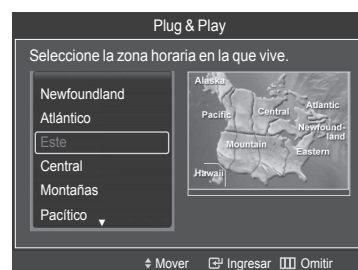 Plug & Play
Seleccione la zona horaria en la que vive.
Newfoundland
Atlántico
Este
Central
Montañas
Pacítico
Alaska
Pacific
Central
Atlantic
Newfound-
land
Mountain
Eastern
Hawaii
Mover Ingresar Omitir